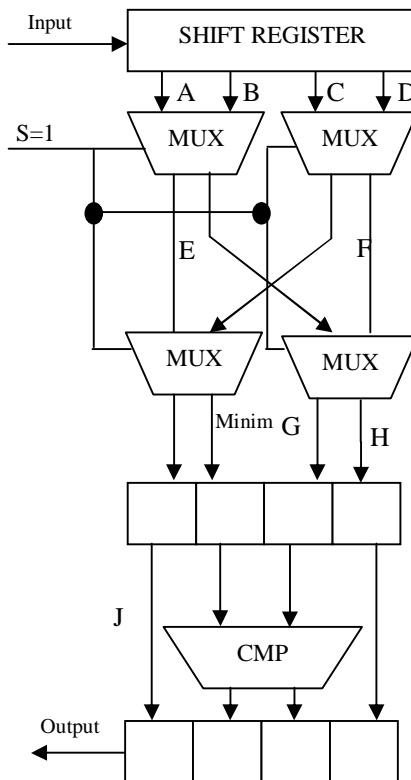 Input
SHIFT REGISTER
A B C D
S=1
MUX MUX
E F
MUX MUX
Minim G H
J
CMP
Output